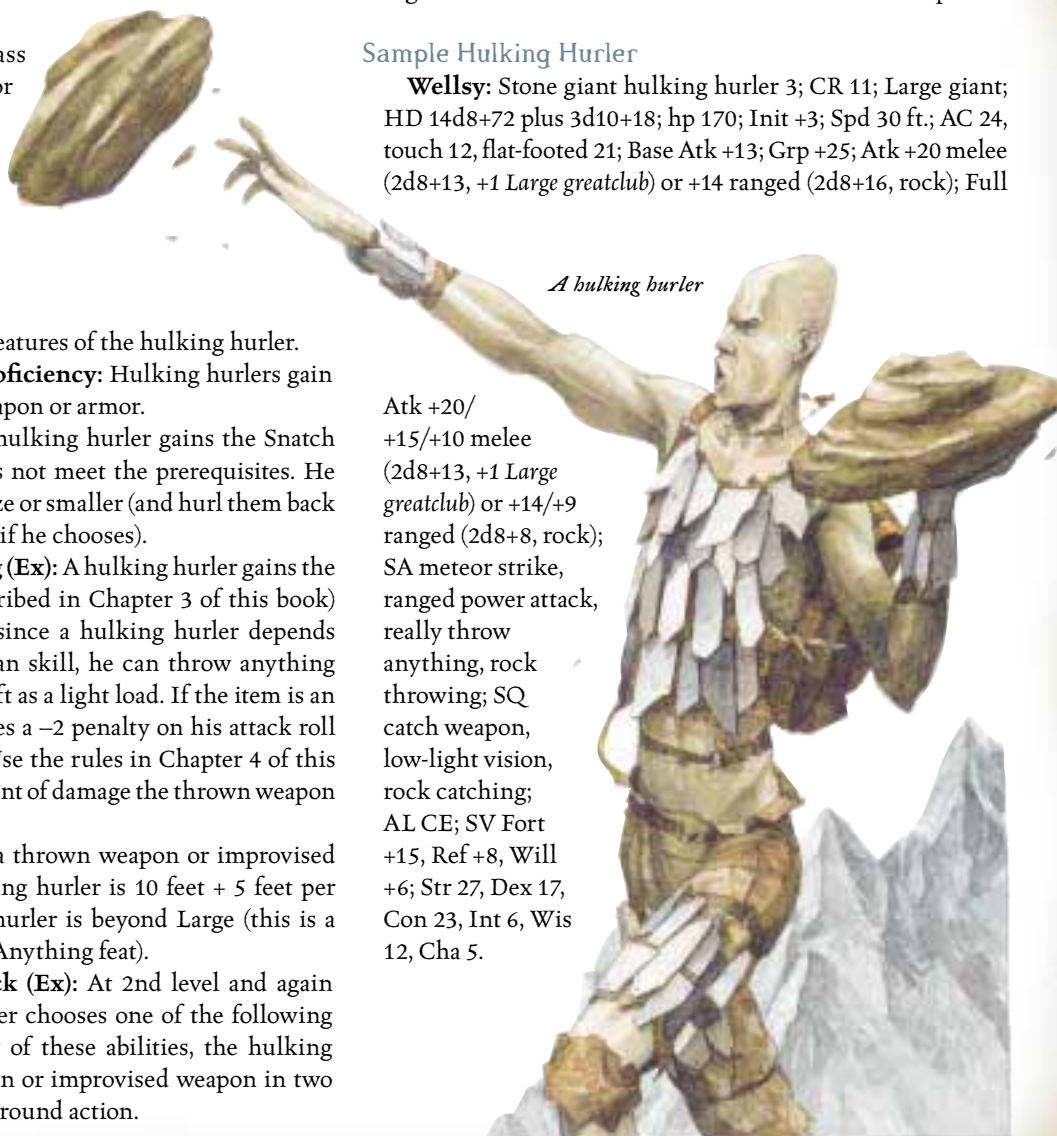 ass
or
eatures of the hulking hurler.
oficiency: Hulking hurlers gain
apon or armor.
hulking hurler gains the Snatch
s not meet the prerequisites. He
ze or smaller (and hurl them back
if he chooses).
g (Ex): A hulking hurler gains the
ribed in Chapter 3 of this book)
since a hulking hurler depends
an skill, he can throw anything
ft as a light load. If the item is an
es a –2 penalty on his attack roll
Use the rules in Chapter 4 of this
nt of damage the thrown weapon
a thrown weapon or improvised
ng hurler is 10 feet + 5 feet per
hurler is beyond Large (this is a
Anything feat).
ck (Ex): At 2nd level and again
er chooses one of the following
of these abilities, the hulking
n or improvised weapon in two
round action.
Sample Hulking Hurler
Wellsy: Stone giant hulking hurler 3; CR 11; Large giant;
HD 14d8+72 plus 3d10+18; hp 170; Init +3; Spd 30 ft.; AC 24,
touch 12, flat-footed 21; Base Atk +13; Grp +25; Atk +20 melee
(2d8+13, +1 Large greatclub) or +14 ranged (2d8+16, rock); Full
A hulking hurler
Atk +20/
+15/+10 melee
(2d8+13, +1 Large
greatclub) or +14/+9
ranged (2d8+8, rock);
SA meteor strike,
ranged power attack,
really throw
anything, rock
throwing; SQ
catch weapon,
low-light vision,
rock catching;
AL CE; SV Fort
+15, Ref +8, Will
+6; Str 27, Dex 17,
Con 23, Int 6, Wis
12, Cha 5.